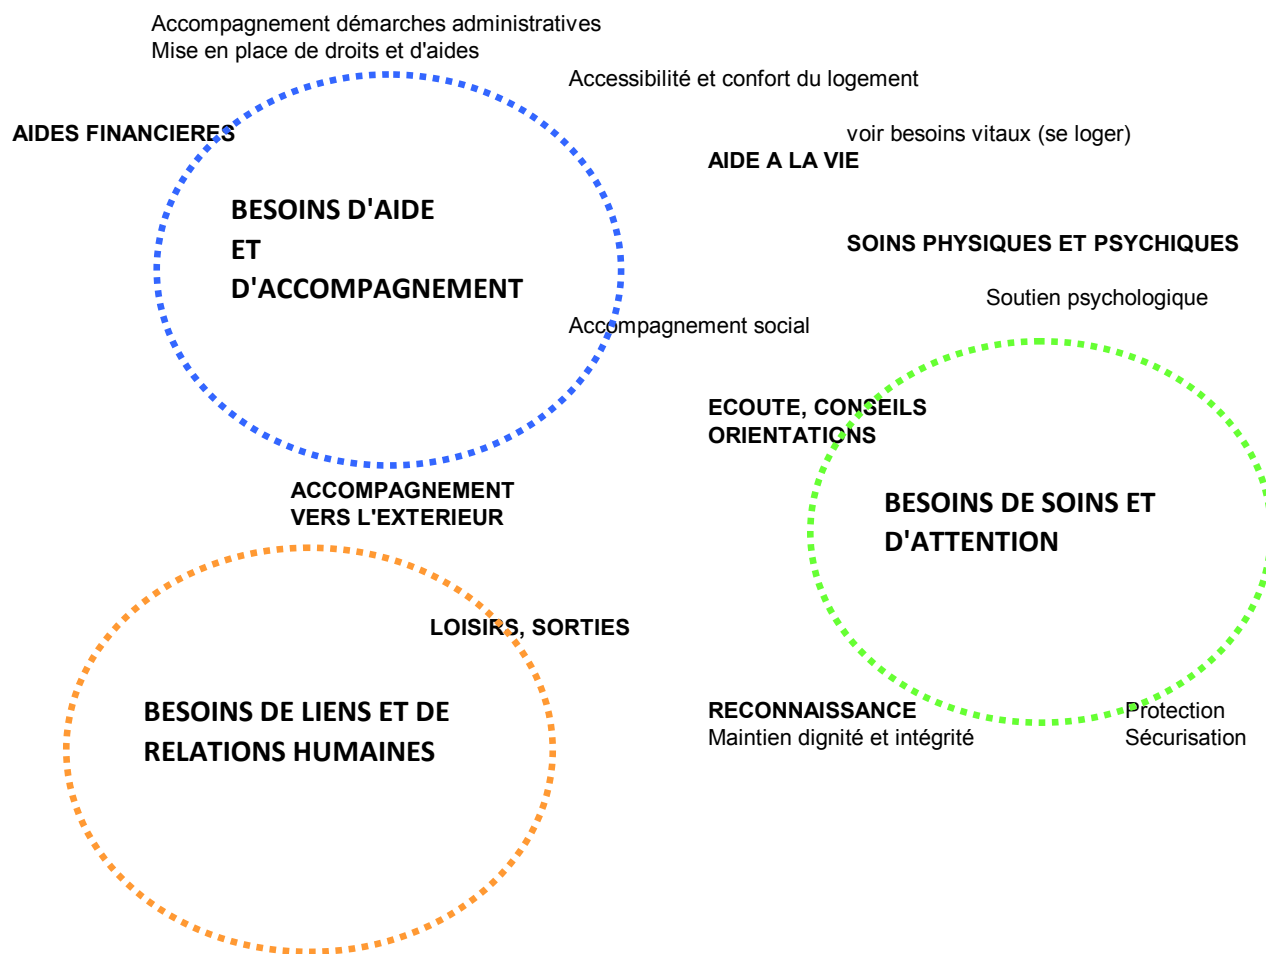 Accompagnement démarches administratives
Mise en place de droits et d'aides
Accessibilité et confort du logement
AIDES FINANCIERES
voir besoins vitaux (se loger)
AIDE A LA VIE
BESOINS D'AIDE
ET
D'ACCOMPAGNEMENT
SOINS PHYSIQUES ET PSYCHIQUES
Soutien psychologique
Accompagnement social
ECOUTE, CONSEILS
ORIENTATIONS
ACCOMPAGNEMENT
VERS L'EXTERIEUR
BESOINS DE SOINS ET
D'ATTENTION
LOISIRS, SORTIES
BESOINS DE LIENS ET DE
RELATIONS HUMAINES
RECONNAISSANCE
Maintien dignité et intégrité
Protection
Sécurisation